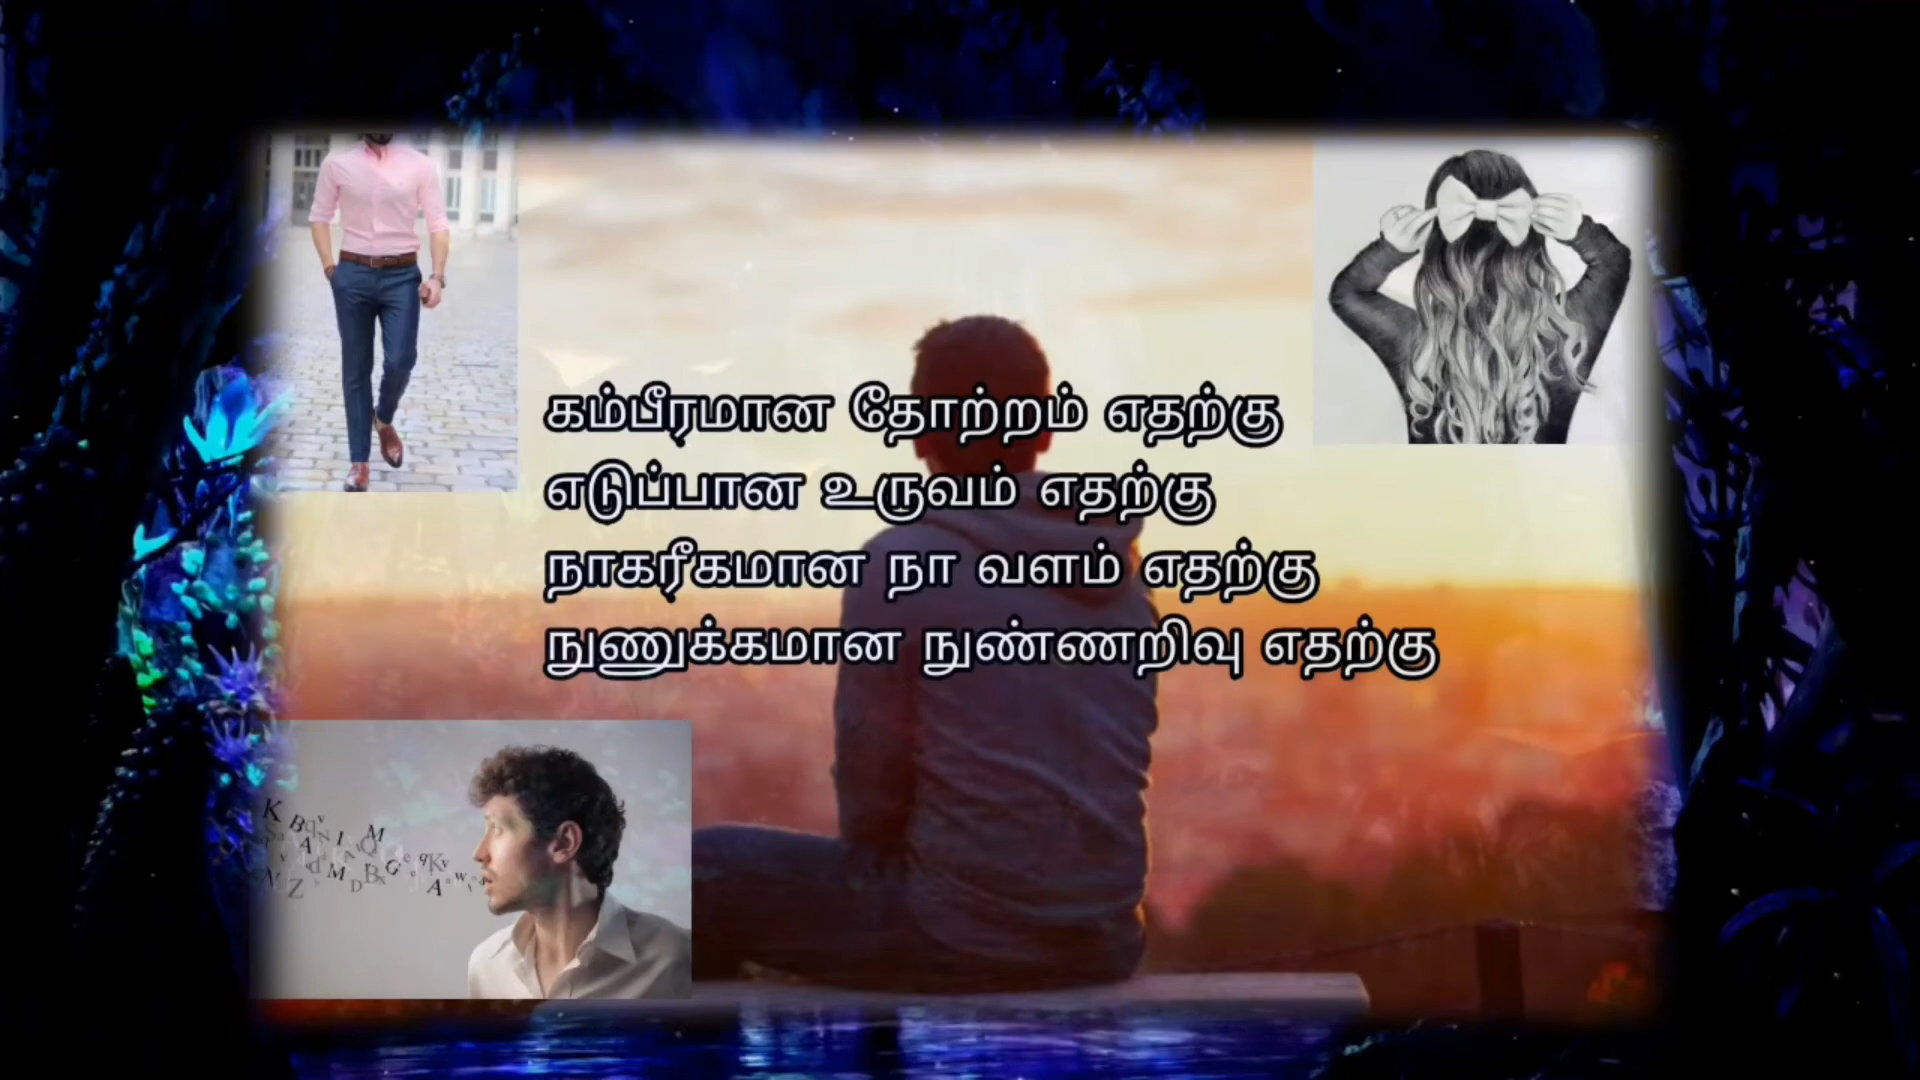 கம்பீரமான தோற்றம் எதற்கு
எடுப்பான உருவம் எதற்கு
நாகரீகமான நா வளம் எதற்கு
நுணுக்கமான நுண்ணறிவு எதற்கு